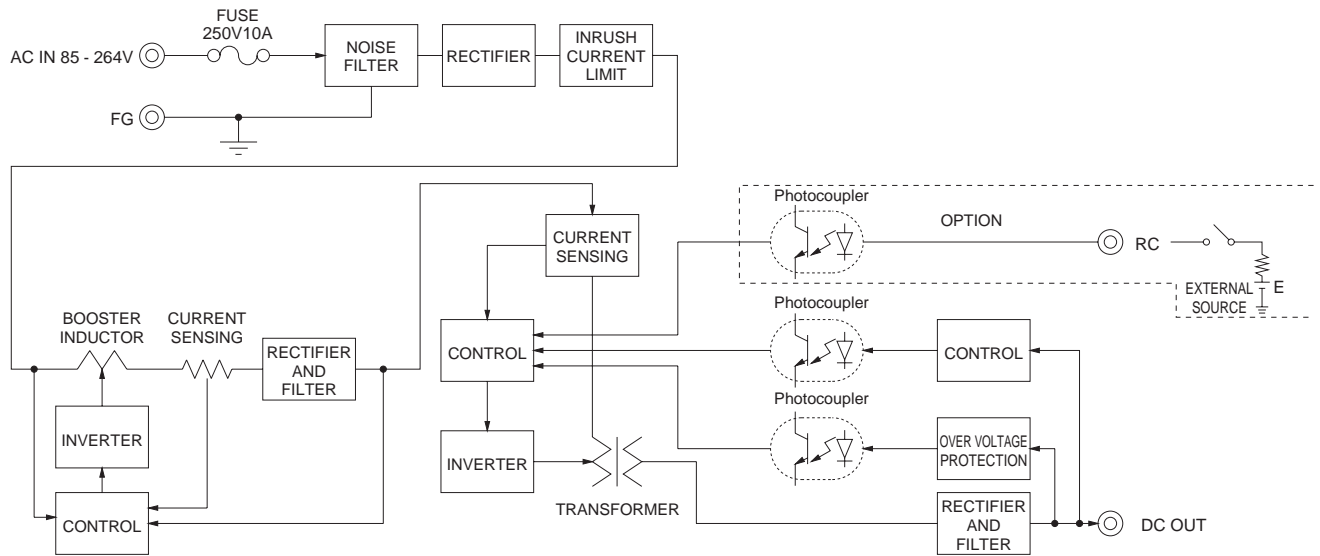 FUSE
250V10A
AC IN 85 - 264V
NOISE
FILTER
RECTIFIER
INRUSH
CURRENT
LIMIT
FG
Photocoupler
OPTION
RC
CURRENT
SENSING
EXTERNAL
SOURCE
E
BOOSTER
INDUCTOR
CURRENT
SENSING
RECTIFIER
AND
FILTER
CONTROL
Photocoupler
CONTROL
Photocoupler
INVERTER
INVERTER
TRANSFORMER
OVER VOLTAGE
PROTECTION
CONTROL
RECTIFIER
AND
FILTER
DC OUT